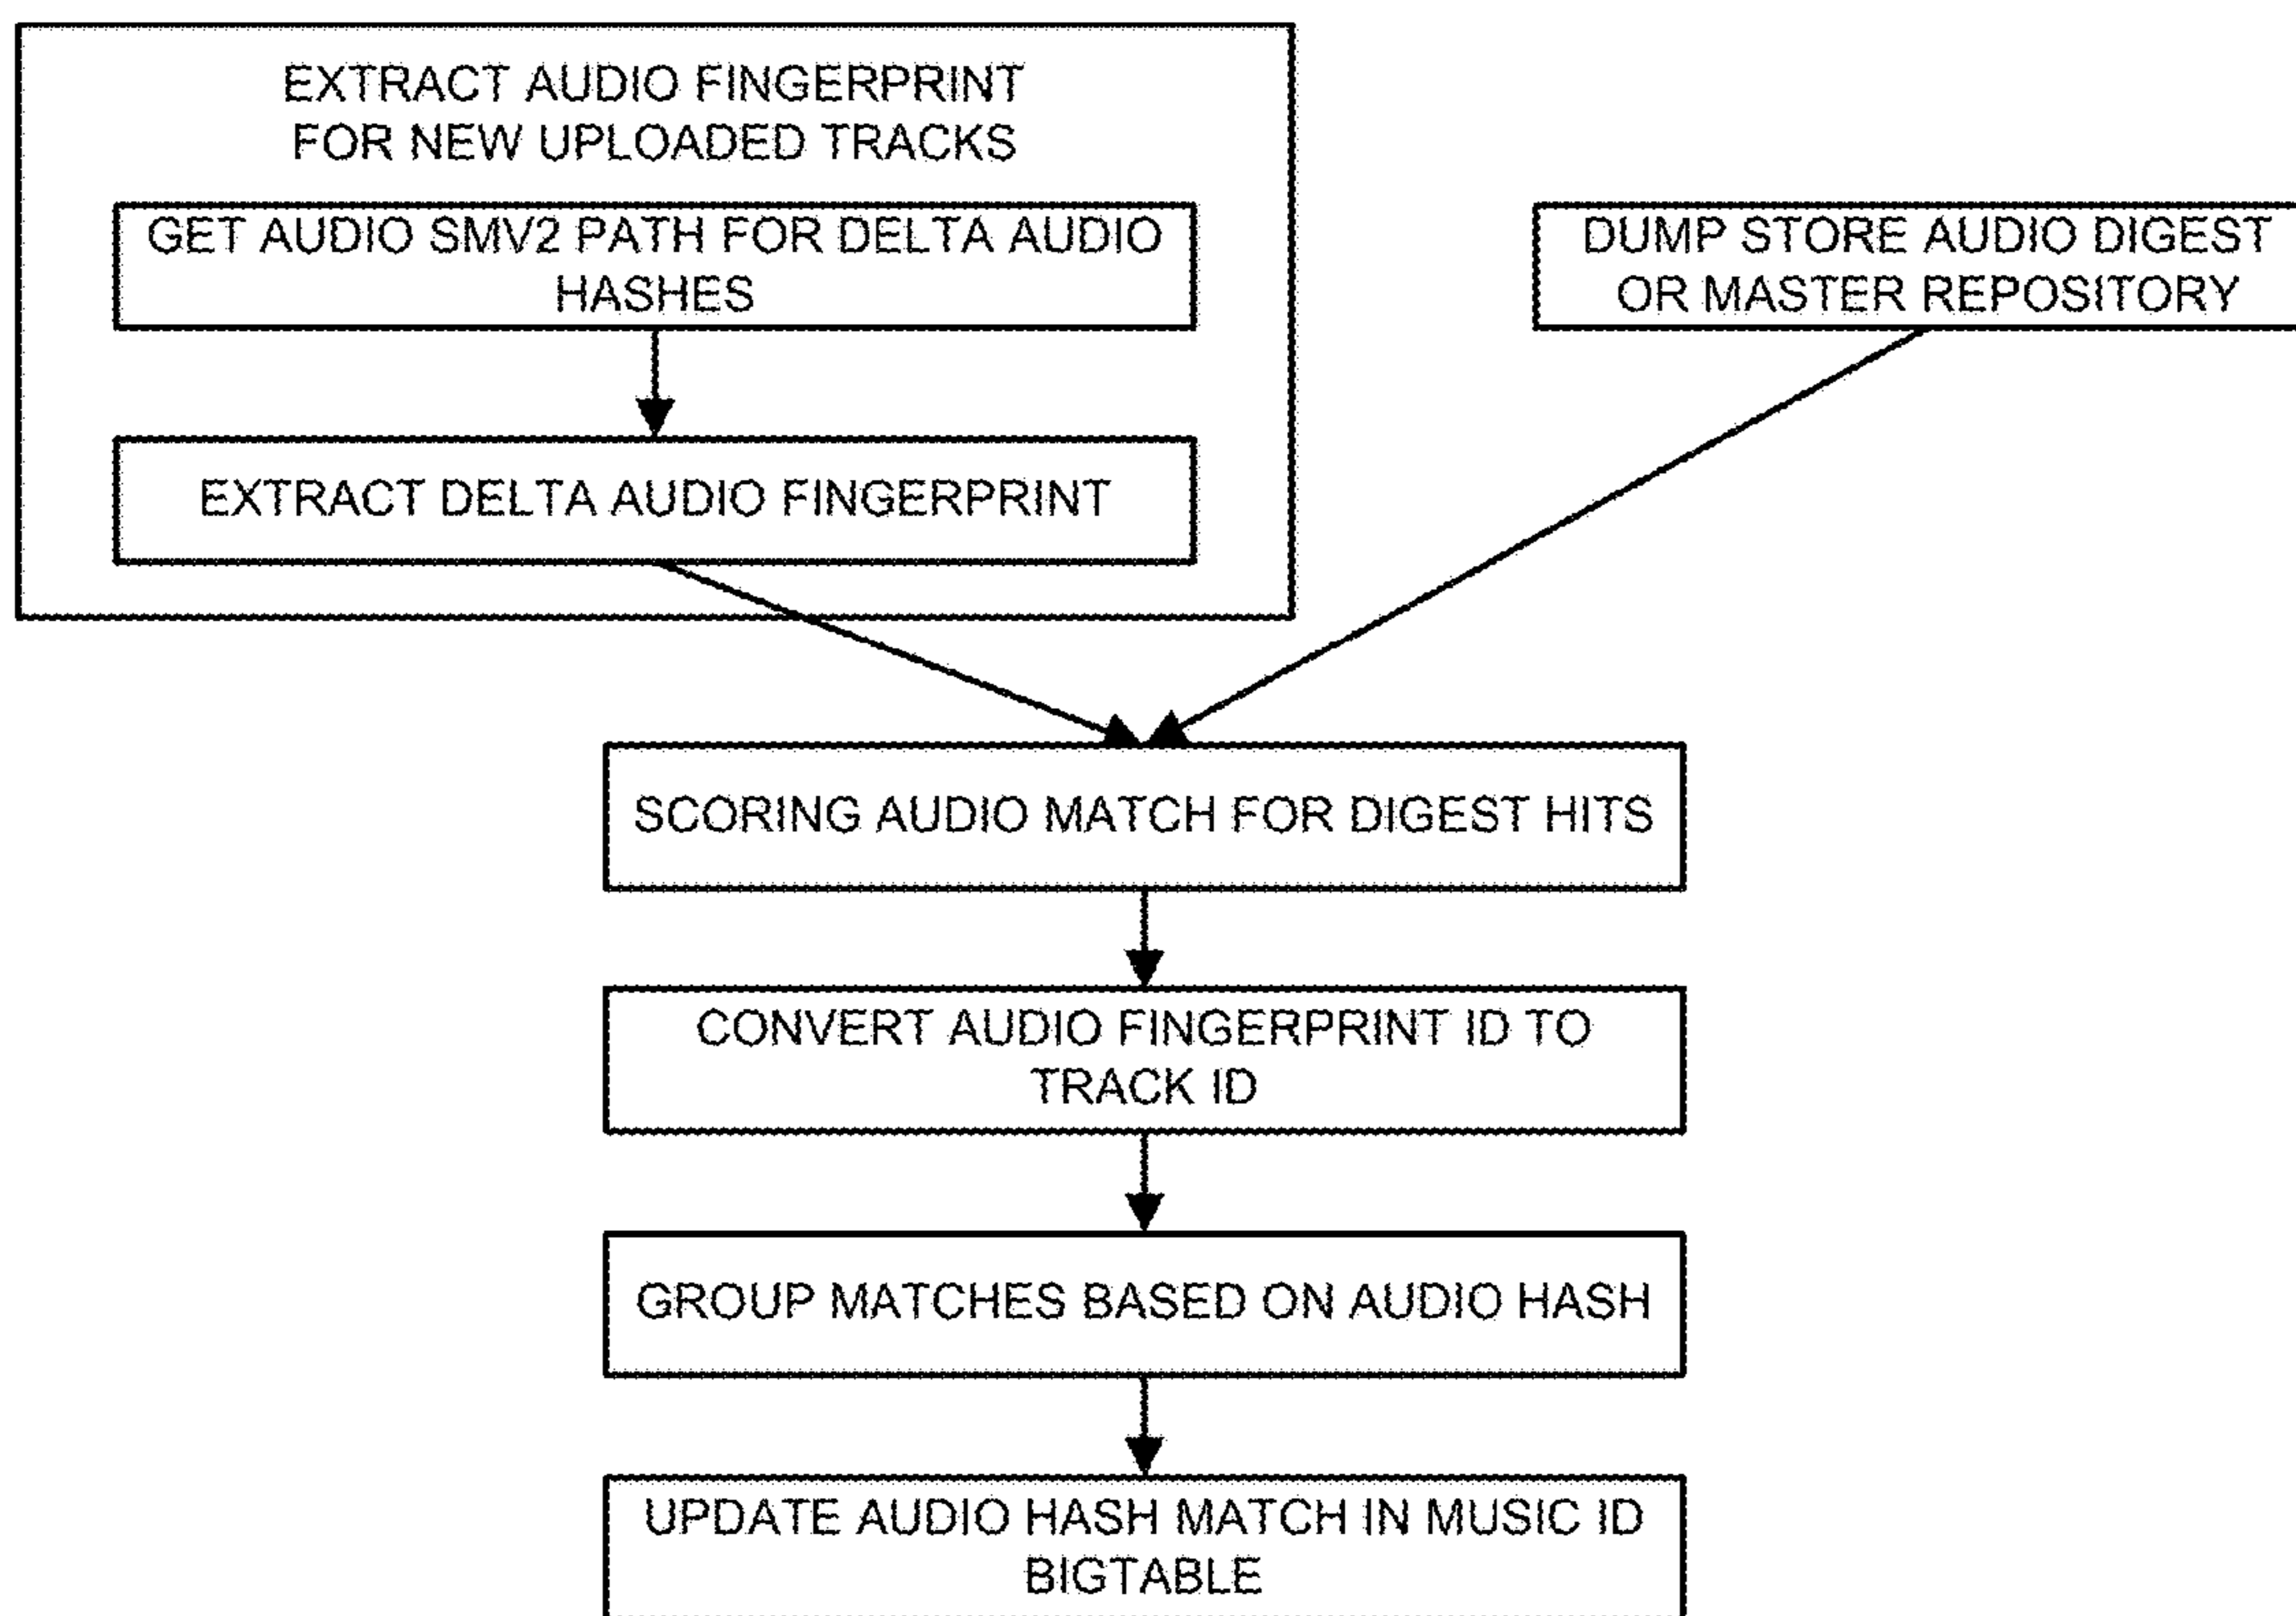 EXTRACT AUDIO FINGERPRINT
FOR NEW UPLOADED TRACKS
GET AUDIO SMV2 PATH FOR DELTA AUDIO
HASHES
EXTRACT DELTA AUDIO FINGERPRINT
DUMP STORE AUDIO DIGEST
OR MASTER REPOSITORY
SCORING AUDIO MATCH FOR DIGEST HITS
CONVERT AUDIO FINGERPRINT ID TO
TRACK ID
GROUP MATCHES BASED ON AUDIO HASH
UPDATE AUDIO HASH MATCH IN MUSIC ID
BIGTABLE